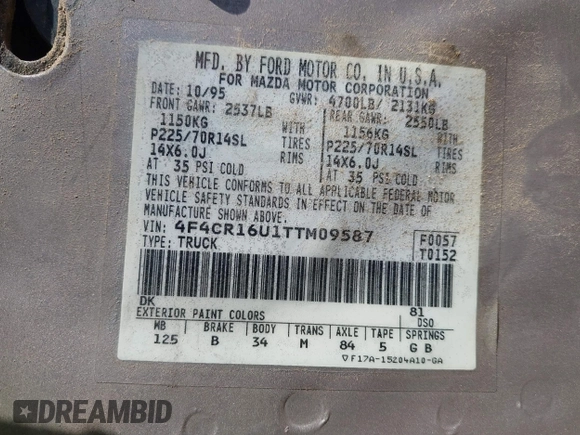 MFD. BY FORD MOTOR CO. IN U.S.A.
FOR MAZDA MOTOR CORPORATION
DATE: 10/95 GVWR: 4700LB/ 2131KG
FRONT GAWR: 2537LB REAR GAWR: 2550LB
1150KG WITH 1156KG WITH
P225/70R14SL TIRES P225/70R14SL TIRES
14X6.0J RIMS 14X6.0J RIMS
AT 35 PSI COLD AT 35 PSI COLD
THIS VEHICLE CONFORMS TO ALL APPLICABLE FEDERAL MOTOR
VEHICLE SAFETY STANDARDS IN EFFECT ON THE DATE OF
MANUFACTURE SHOWN ABOVE.
VIN: 4F4CR16U1TTM09587 F0057
TYPE: TRUCK T0152
DK 81
EXTERIOR PAINT COLORS DSO
WB BRAKE BODY TRANS AXLE TAPE SPRINGS
125 B 34 M 84 5 G B
▽F17A-15204A10-GA
DREAMBID